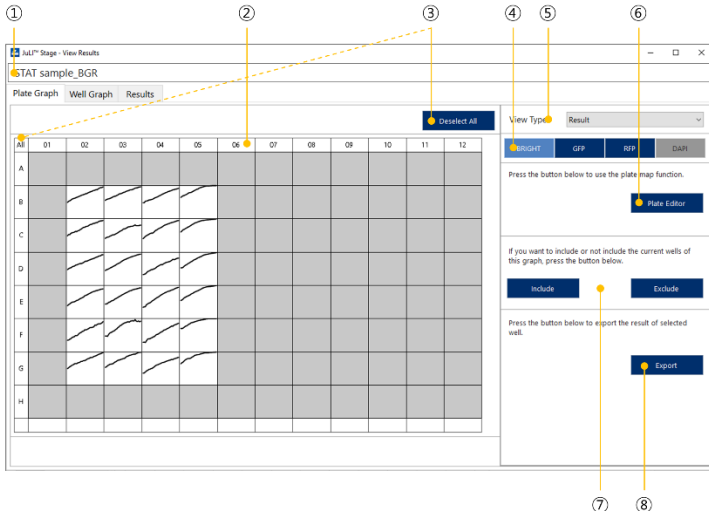 ① ② ③ ④ ⑤ ⑥
JuLI™ Stage - View Results
STAT sample_BGR
Plate Graph Well Graph Results
Deselect All
View Type Result
All 01 02 03 04 05 06 07 08 09 10 11 12
BRIGHT GFP RFP DAPI
A
Press the button below to use the plate map function.
B
Plate Editor
C
If you want to include or not include the current wells of
this graph, press the button below.
D
Include Exclude
E
Press the button below to export the result of selected
well.
F
Export
G
H
⑦ ⑧